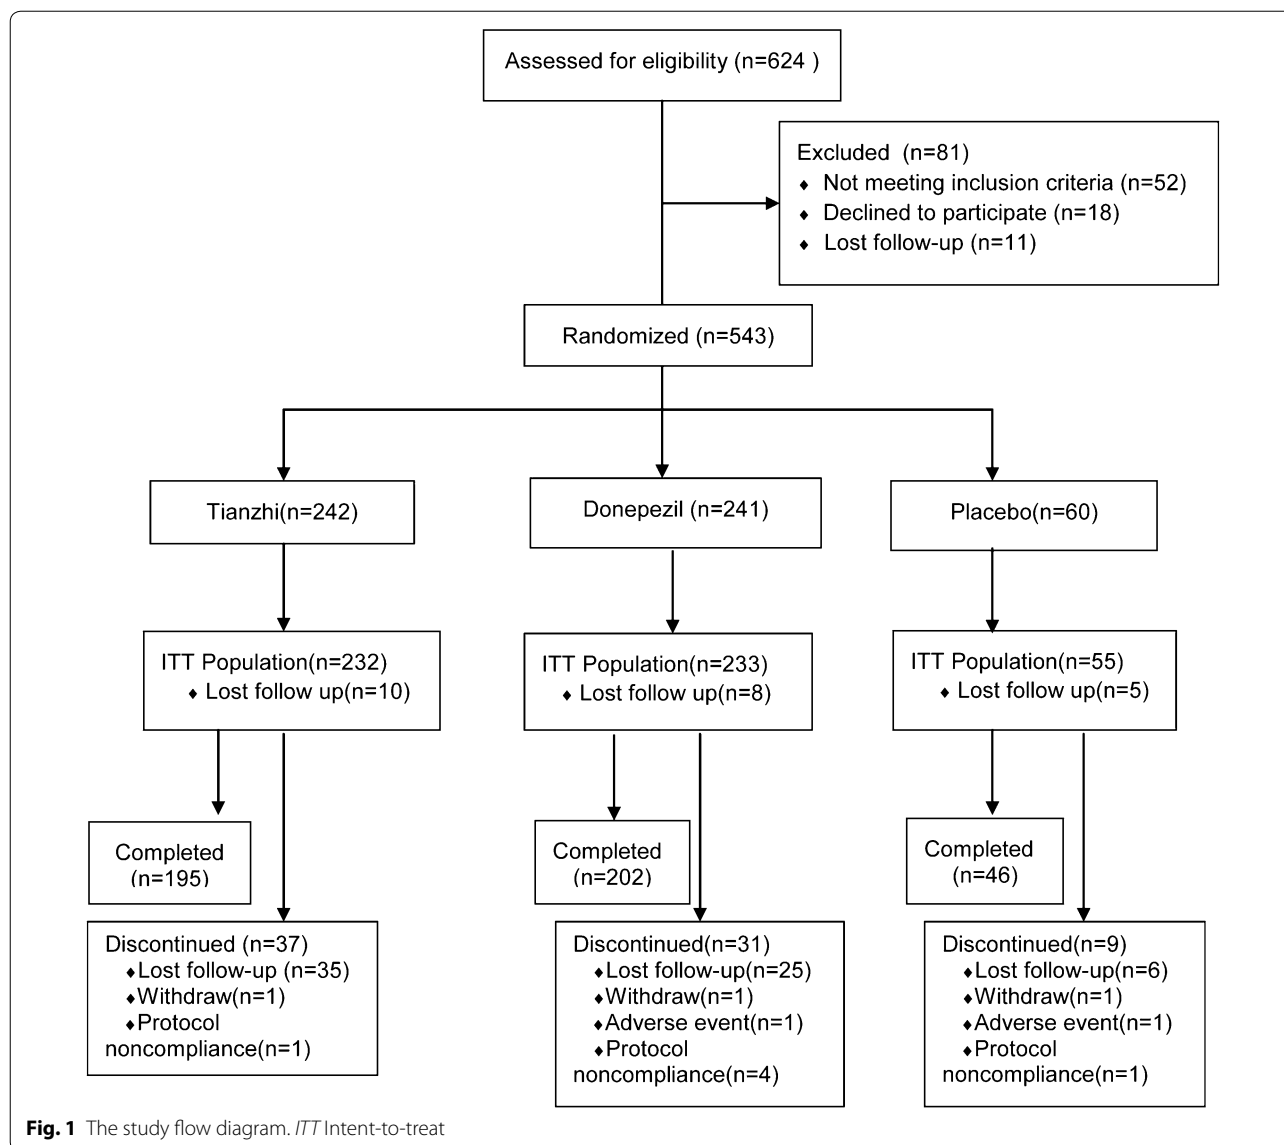 Assessed for eligibility (n=624 )
Excluded  (n=81)
♦ Not meeting inclusion criteria (n=52)
♦ Declined to participate (n=18)
♦ Lost follow-up (n=11)
Randomized (n=543)
Tianzhi(n=242)
Donepezil (n=241)
Placebo(n=60)
ITT Population(n=232)
♦ Lost follow up(n=10)
ITT Population(n=233)
♦ Lost follow up(n=8)
ITT Population(n=55)
♦ Lost follow up(n=5)
Completed
(n=195)
Completed
(n=202)
Completed
(n=46)
Discontinued (n=37)
♦Lost follow-up (n=35)
♦Withdraw(n=1)
♦Protocol
noncompliance(n=1)
Discontinued(n=31)
♦Lost follow-up(n=25)
♦Withdraw(n=1)
♦Adverse event(n=1)
♦Protocol
noncompliance(n=4)
Discontinued(n=9)
♦Lost follow-up(n=6)
♦Withdraw(n=1)
♦Adverse event(n=1)
♦Protocol
noncompliance(n=1)
Fig. 1 The study flow diagram. ITT Intent-to-treat